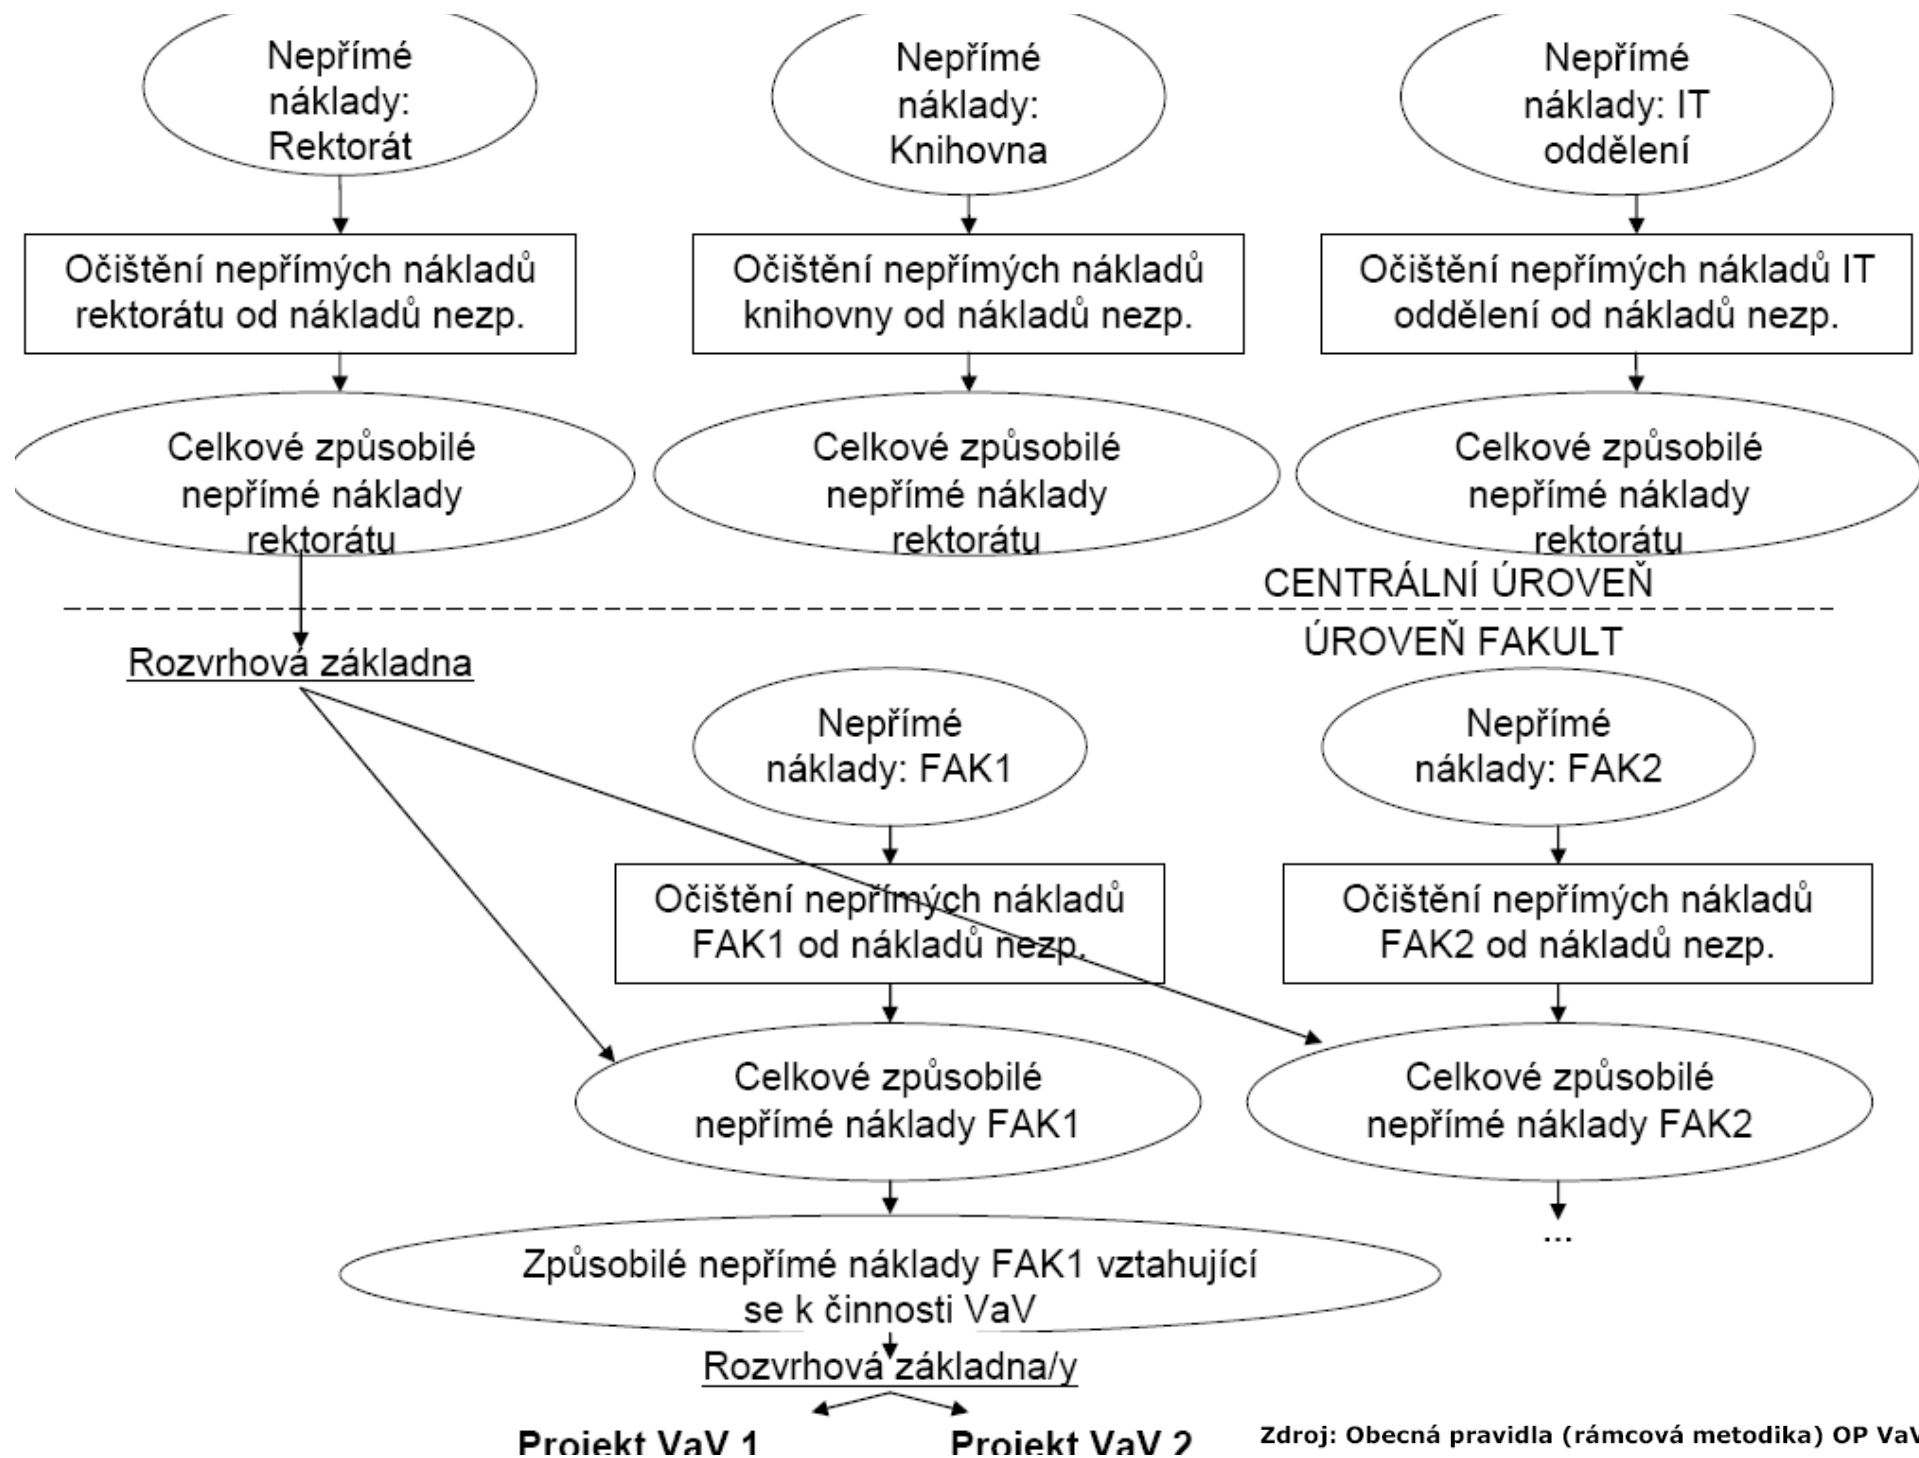 Nepřímé
náklady:
Rektorát
Nepřímé
náklady:
Knihovna
Nepřímé
náklady: IT
oddělení
Očištění nepřímých nákladů
rektorátu od nákladů nezp.
Očištění nepřímých nákladů
knihovny od nákladů nezp.
Očištění nepřímých nákladů IT
oddělení od nákladů nezp.
Celkové způsobilé
nepřímé náklady
rektorátu
Celkové způsobilé
nepřímé náklady
rektorátu
Celkové způsobilé
nepřímé náklady
rektorátu
CENTRÁLNÍ ÚROVEŇ
ÚROVEŇ FAKULT
Rozvrhová základna
Nepřímé
náklady: FAK1
Nepřímé
náklady: FAK2
Očištění nepřímých nákladů
FAK1 od nákladů nezp.
Očištění nepřímých nákladů
FAK2 od nákladů nezp.
Celkové způsobilé
nepřímé náklady FAK1
Celkové způsobilé
nepřímé náklady FAK2
Způsobilé nepřímé náklady FAK1 vztahující
se k činnosti VaV
...
Rozvrhová základna/y
Projekt VaV 1
Projekt VaV 2
Zdroj: Obecná pravidla (rámcová metodika) OP VaV